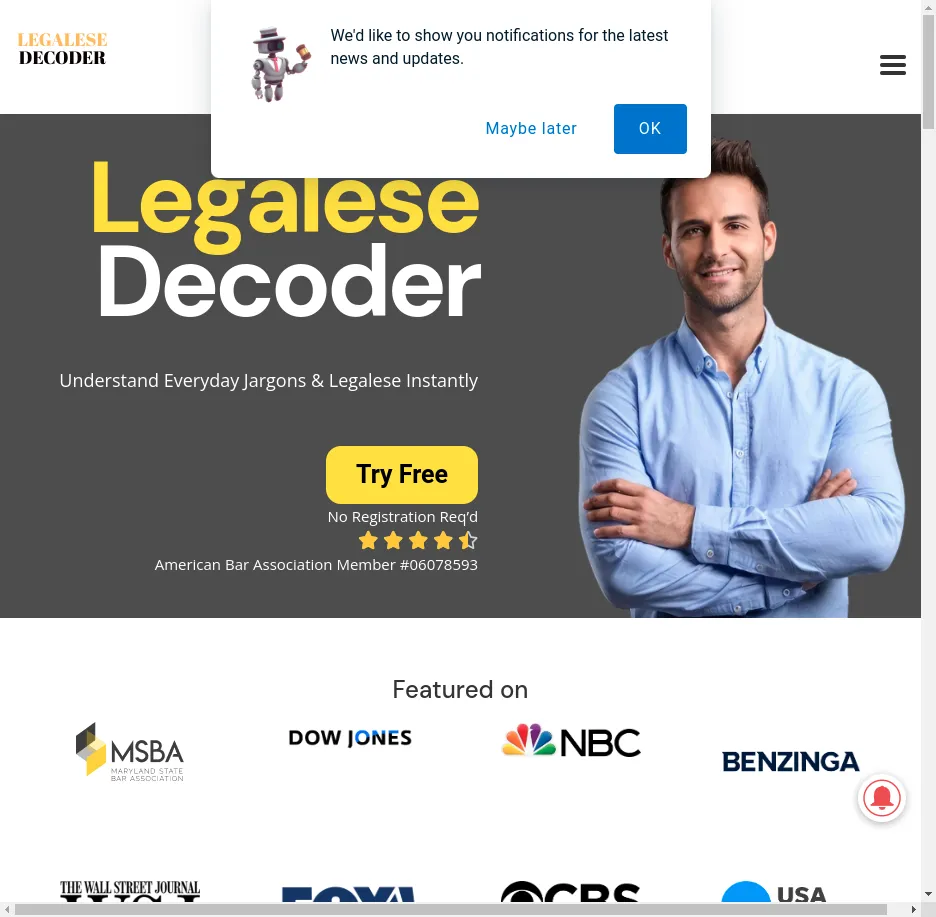 LEGALESE
DECODER
We'd like to show you notifications for the latest
news and updates.
Maybe later
OK
Legalese
Decoder
Understand Everyday Jargons & Legalese Instantly
Try Free
No Registration Req’d
American Bar Association Member #06078593
Featured on
MSBA
MARYLAND STATE
BAR ASSOCIATION
DOW JONES
NBC
BENZINGA
THE WALL STREET JOURNAL
WSJ
FOX
CBS
USA